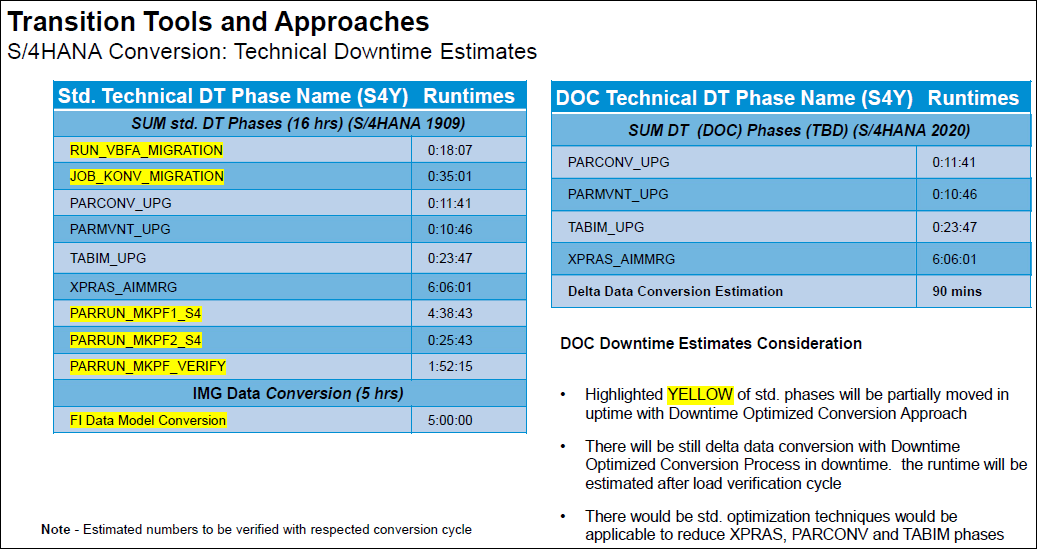 Transition Tools and Approaches
S/4HANA Conversion: Technical Downtime Estimates
Std. Technical DT Phase Name (S4Y) Runtimes
SUM std. DT Phases (16 hrs) (S/4HANA 1909)
RUN_VBFA_MIGRATION 0:18:07
JOB_KONV_MIGRATION 0:35:01
PARCONV_UPG 0:11:41
PARMVNT_UPG 0:10:46
TABIM_UPG 0:23:47
XPRAS_AIMMRG 6:06:01
PARRUN_MKPF1_S4 4:38:43
PARRUN_MKPF2_S4 0:25:43
PARRUN_MKPF_VERIFY 1:52:15
IMG Data Conversion (5 hrs)
FI Data Model Conversion 5:00:00
Note - Estimated numbers to be verified with respected conversion cycle
DOC Technical DT Phase Name (S4Y) Runtimes
SUM DT (DOC) Phases (TBD) (S/4HANA 2020)
PARCONV_UPG 0:11:41
PARMVNT_UPG 0:10:46
TABIM_UPG 0:23:47
XPRAS_AIMMRG 6:06:01
Delta Data Conversion Estimation 90 mins
DOC Downtime Estimates Consideration
• Highlighted YELLOW of std. phases will be partially moved in
uptime with Downtime Optimized Conversion Approach
• There will be still delta data conversion with Downtime
Optimized Conversion Process in downtime. the runtime will be
estimated after load verification cycle
• There would be std. optimization techniques would be
applicable to reduce XPRAS, PARCONV and TABIM phases